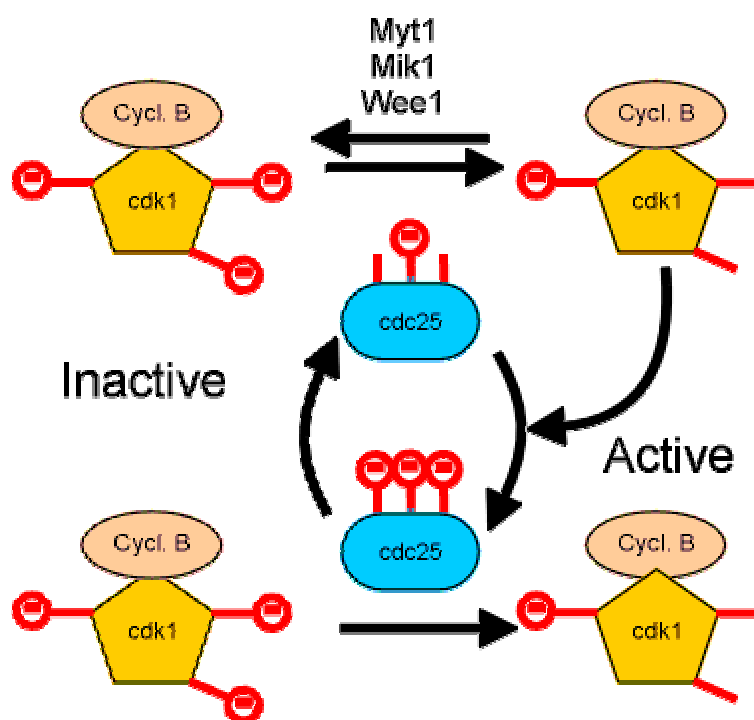 Myt1
Mik1
Wee1
Cycl. B
Cycl. B
cdk1
cdk1
cdc25
Inactive
Active
cdc25
Cycl. B
Cycl. B
cdk1
cdk1